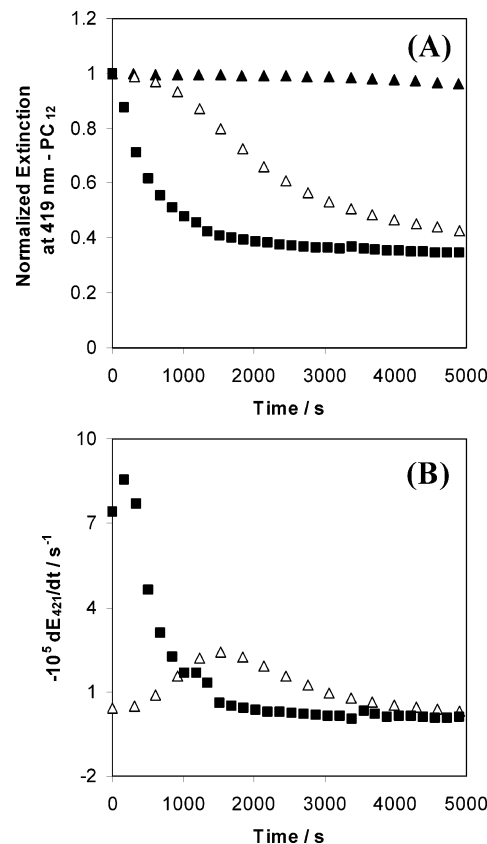 (A)
Normalized Extinction
at 419 nm - PC12
1.2
1
0.8
0.6
0.4
0.2
0
0 1000 2000 3000 4000 5000
Time / s
(B)
-10⁵ dE₄₂₁/dt / s⁻¹
10
7
4
1
-2
0 1000 2000 3000 4000 5000
Time / s